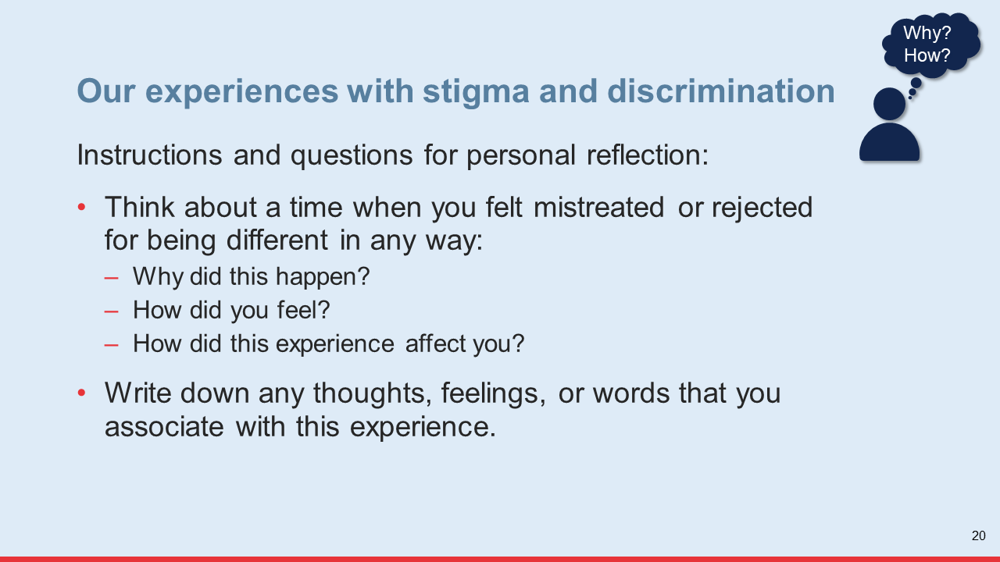 Why?
How?
Our experiences with stigma and discrimination
Instructions and questions for personal reflection:
• Think about a time when you felt mistreated or rejected
for being different in any way:
– Why did this happen?
– How did you feel?
– How did this experience affect you?
• Write down any thoughts, feelings, or words that you
associate with this experience.
20